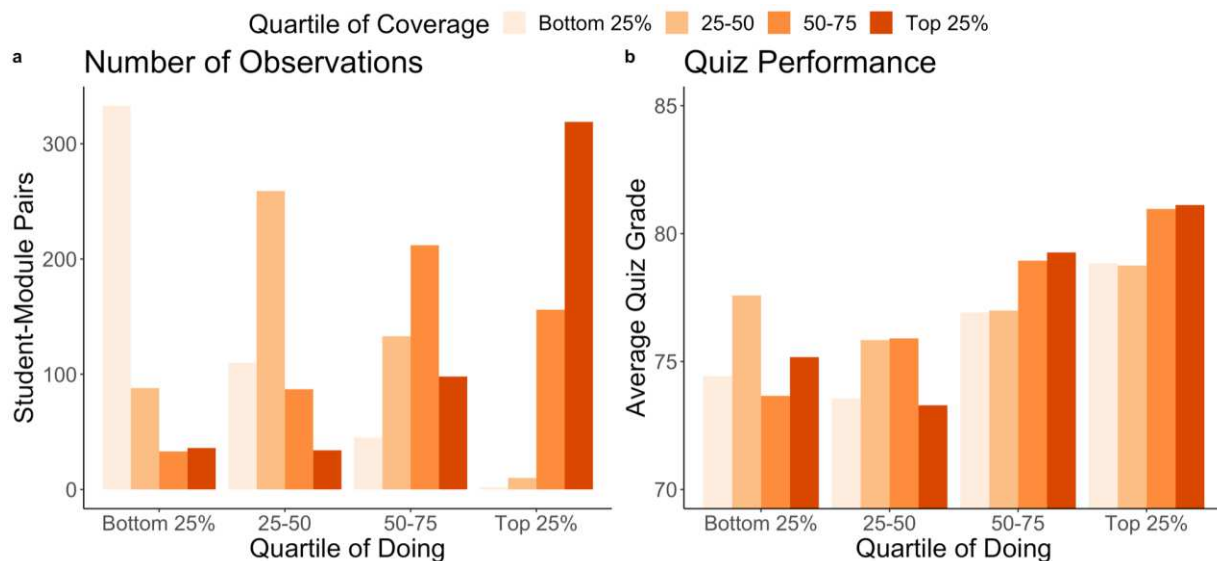 Quartile of Coverage Bottom 25% 25-50 50-75 Top 25%
a Number of Observations
Student-Module Pairs
300
200
100
0
Bottom 25% 25-50 50-75 Top 25%
Quartile of Doing
b Quiz Performance
Average Quiz Grade
85
80
75
70
Bottom 25% 25-50 50-75 Top 25%
Quartile of Doing